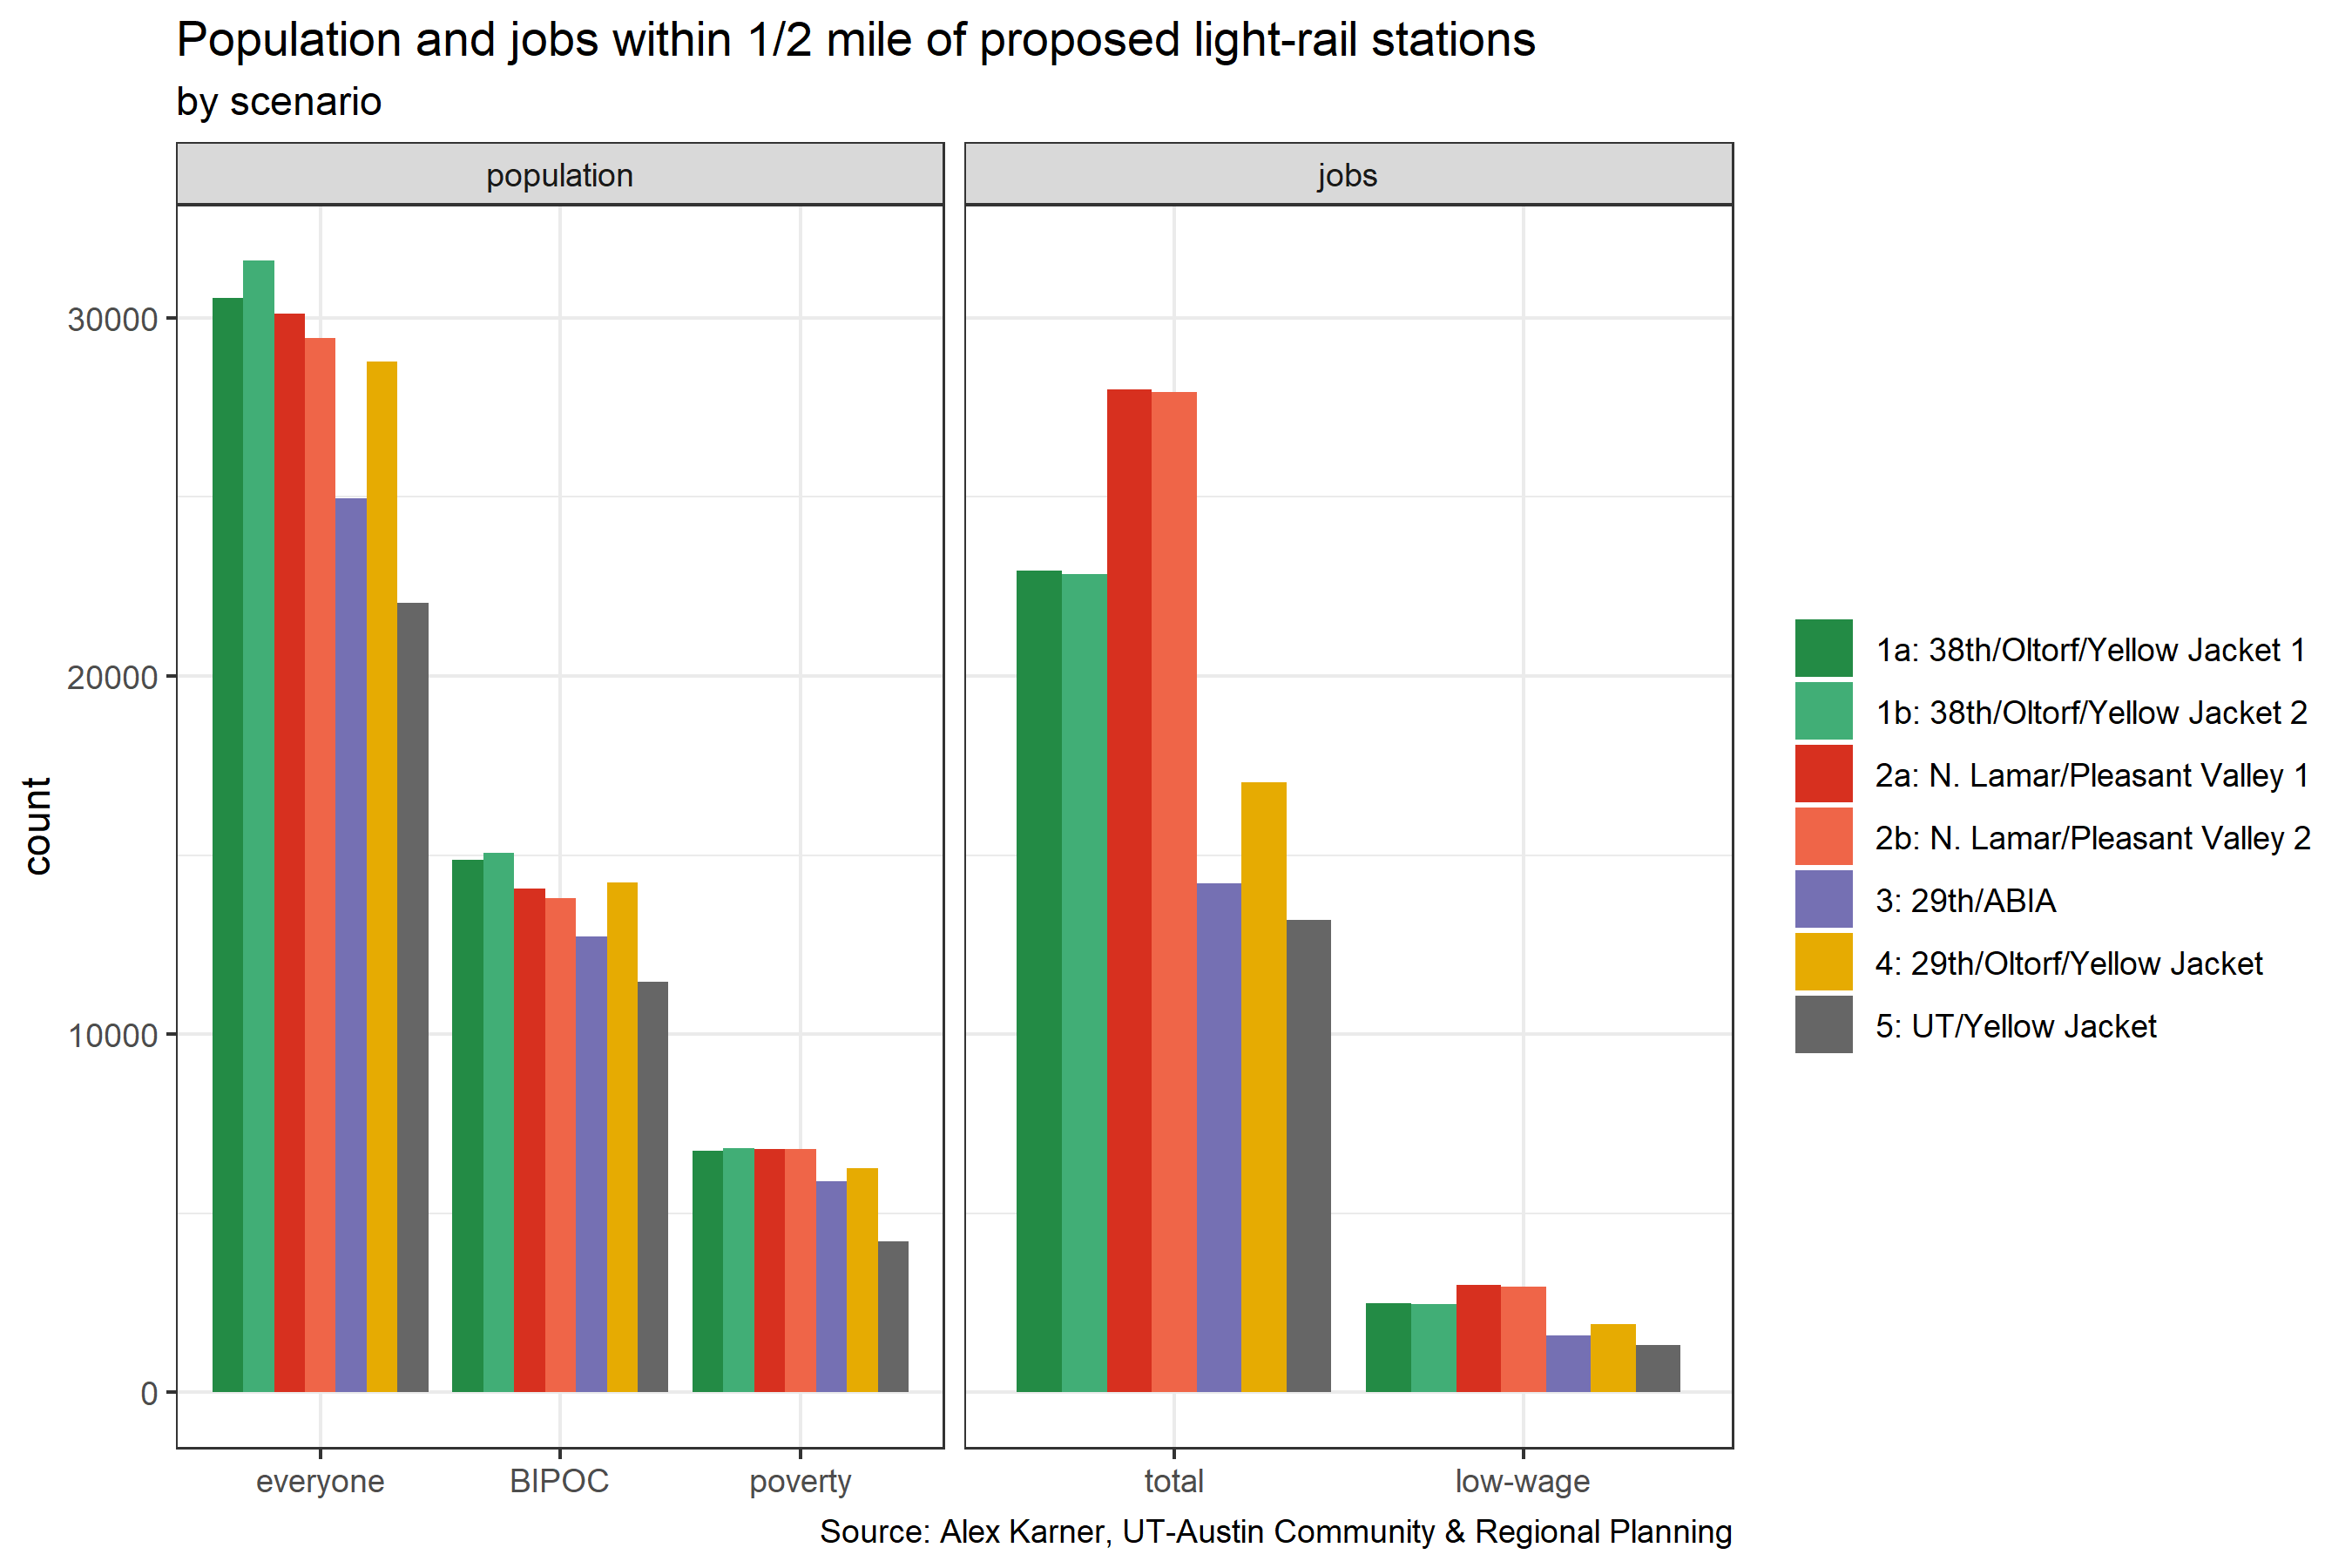 Population and jobs within 1/2 mile of proposed light-rail stations
by scenario
population
jobs
count
30000
20000
10000
0
everyone
BIPOC
poverty
total
low-wage
1a: 38th/Oltorf/Yellow Jacket 1
1b: 38th/Oltorf/Yellow Jacket 2
2a: N. Lamar/Pleasant Valley 1
2b: N. Lamar/Pleasant Valley 2
3: 29th/ABIA
4: 29th/Oltorf/Yellow Jacket
5: UT/Yellow Jacket
Source: Alex Karner, UT-Austin Community & Regional Planning